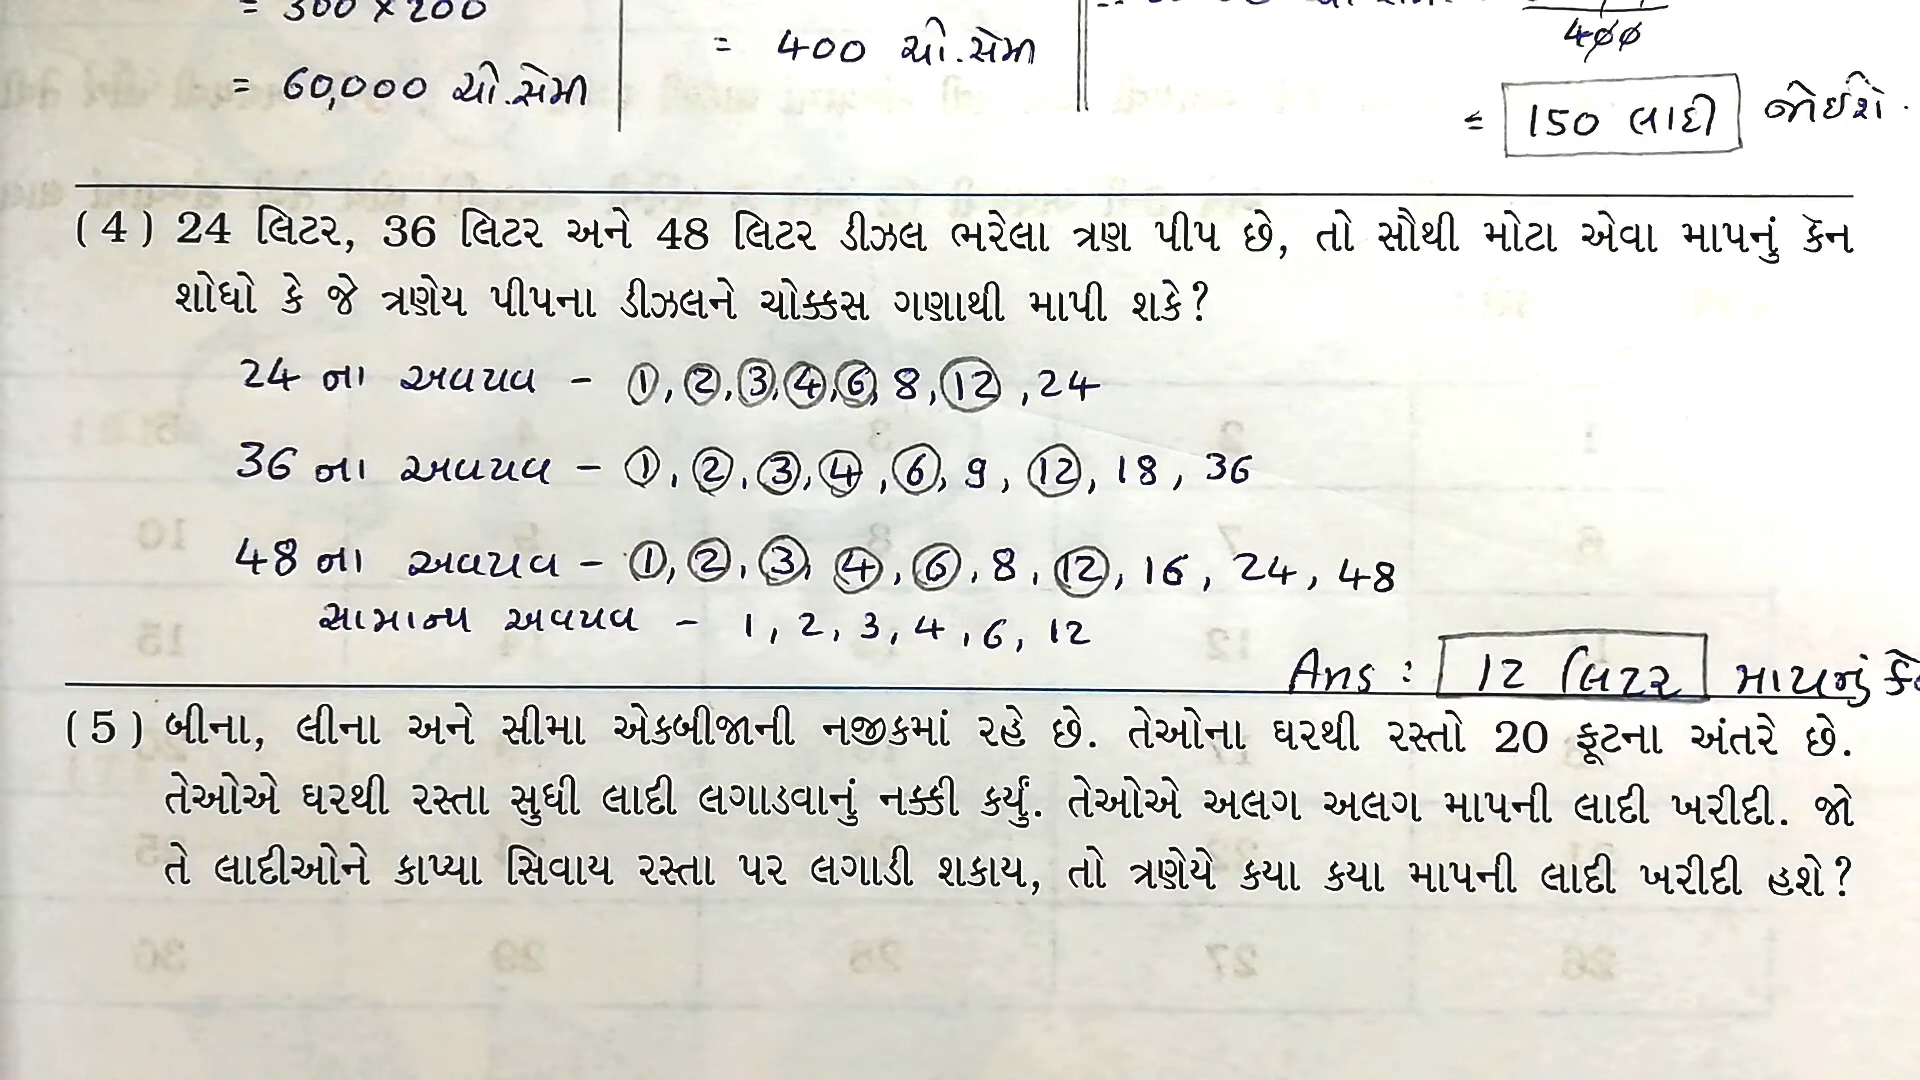 = 300 × 200
= 60,000 ચો.સેમી
= 400 ચો.સેમી
400
= 150 લાદી જોઈશે.
(4) 24 લિટર, 36 લિટર અને 48 લિટર ડીઝલ ભરેલા ત્રણ પીપ છે, તો સૌથી મોટા એવા માપનું કેન
શોધો કે જે ત્રણેય પીપના ડીઝલને ચોક્કસ ગણાથી માપી શકે?
24 ના અવયવ - 1, 2, 3, 4, 6, 8, 12, 24
36 ના અવયવ - 1, 2, 3, 4, 6, 9, 12, 18, 36
48 ના અવયવ - 1, 2, 3, 4, 6, 8, 12, 16, 24, 48
સામાન્ય અવયવ - 1, 2, 3, 4, 6, 12
Ans : 12 લિટર માપનું
(5) બીના, લીના અને સીમા એકબીજાની નજીકમાં રહે છે. તેઓના ઘરથી રસ્તો 20 ફૂટના અંતરે છે.
તેઓએ ઘરથી રસ્તા સુધી લાદી લગાડવાનું નક્કી કર્યું. તેઓએ અલગ અલગ માપની લાદી ખરીદી. જો
તે લાદીઓને કાપ્યા સિવાય રસ્તા પર લગાડી શકાય, તો ત્રણેયે કયા કયા માપની લાદી ખરીદી હશે?